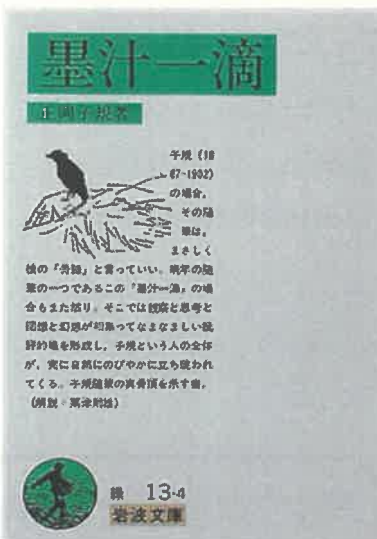 墨汁一滴
正岡子規著
子規(18
67-1902)
の場合,
その随
筆は,
まさしく
彼の「骨髄」と言っていい.晩年の随
筆の一つであるこの『墨汁一滴』の場
合もまた然り.そこでは観察と思考と
回想と幻想が相集ってなまなましい批
評的場を形成し,子規という人の全体
が,実に自然にのびやかに立ち現われ
てくる.子規随筆の真骨頂を示す書.
(解説=粟津則雄)
緑 13-4
岩波文庫